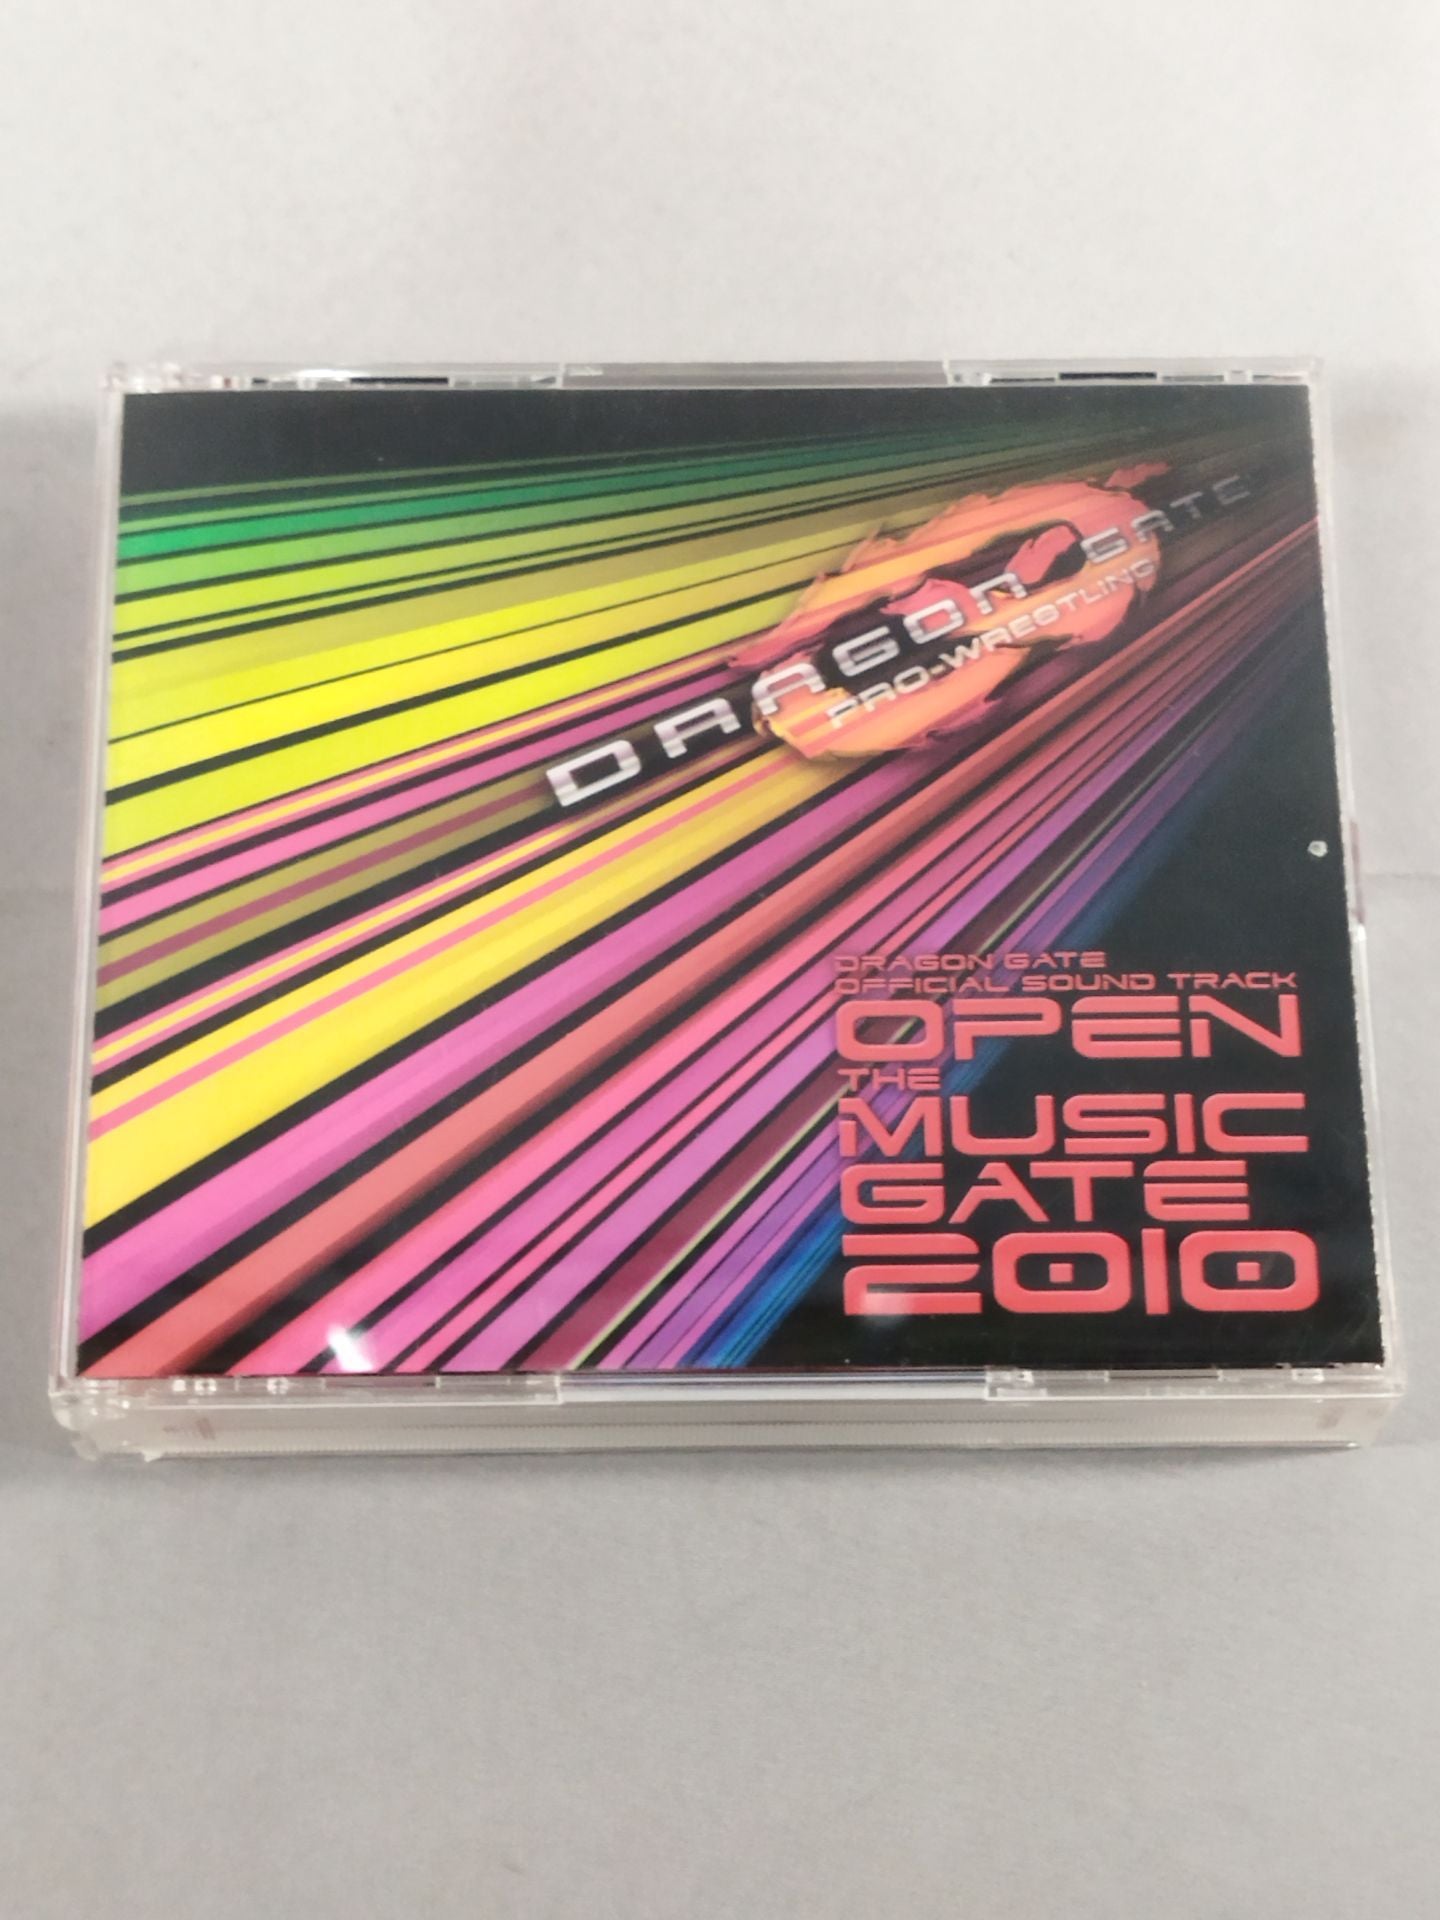 DRAGON GATE
PRO-WRESTLING
DRAGON GATE
OFFICIAL SOUND TRACK
OPEN
THE
MUSIC
GATE
2010